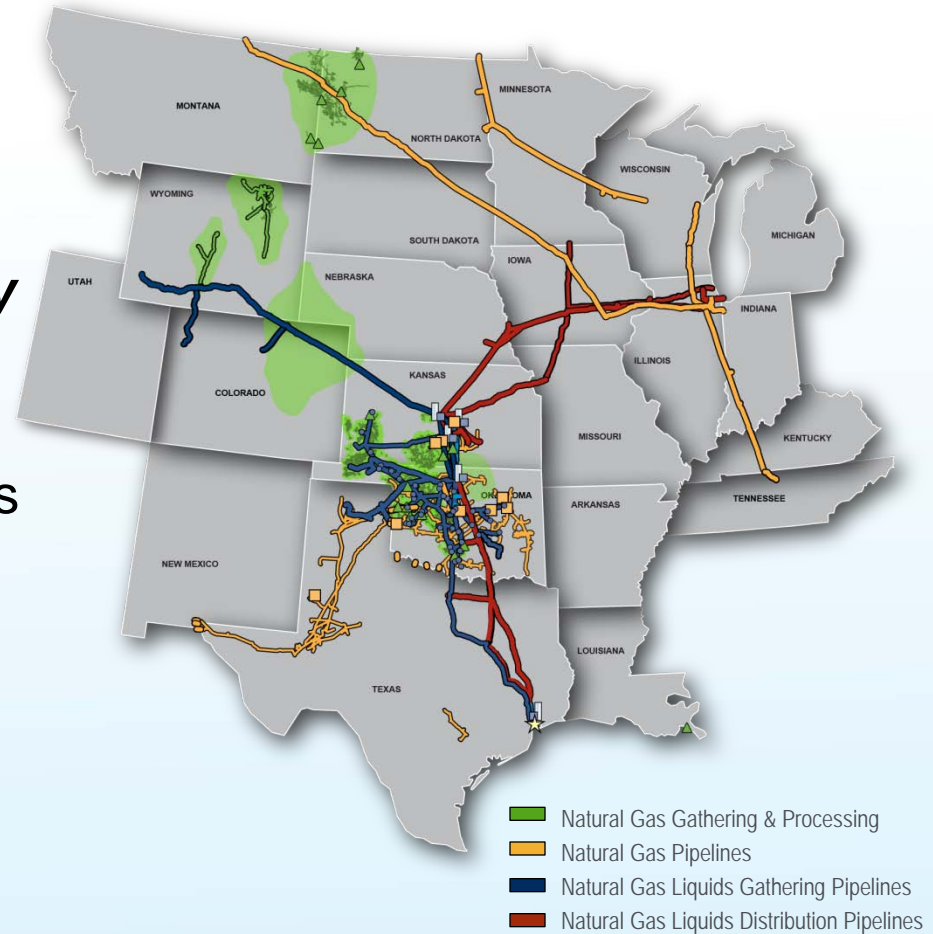 MINNESOTA
MONTANA
NORTH DAKOTA
WISCONSIN
WYOMING
MICHIGAN
SOUTH DAKOTA
IOWA
NEBRASKA
UTAH
INDIANA
ILLINOIS
KANSAS
COLORADO
MISSOURI
KENTUCKY
OKLAHOMA
TENNESSEE
ARKANSAS
NEW MEXICO
LOUISIANA
TEXAS
Natural Gas Gathering & Processing
Natural Gas Pipelines
Natural Gas Liquids Gathering Pipelines
Natural Gas Liquids Distribution Pipelines